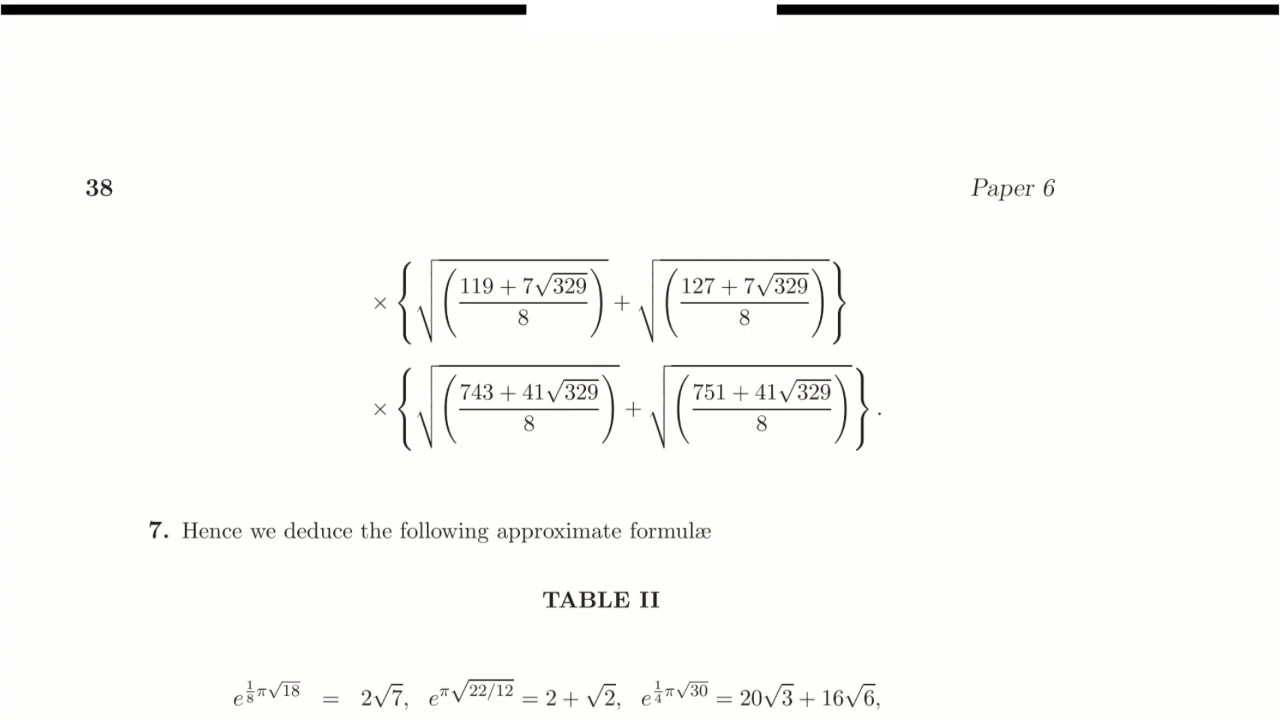 38 Paper 6
× {√((119 + 7√329)/8) + √((127 + 7√329)/8)}
× {√((743 + 41√329)/8) + √((751 + 41√329)/8)}.
7. Hence we deduce the following approximate formulæ
TABLE II
e^{\frac{1}{8}π√18} = 2√7, e^{π√22/12} = 2 + √2, e^{\frac{1}{4}π√30} = 20√3 + 16√6,